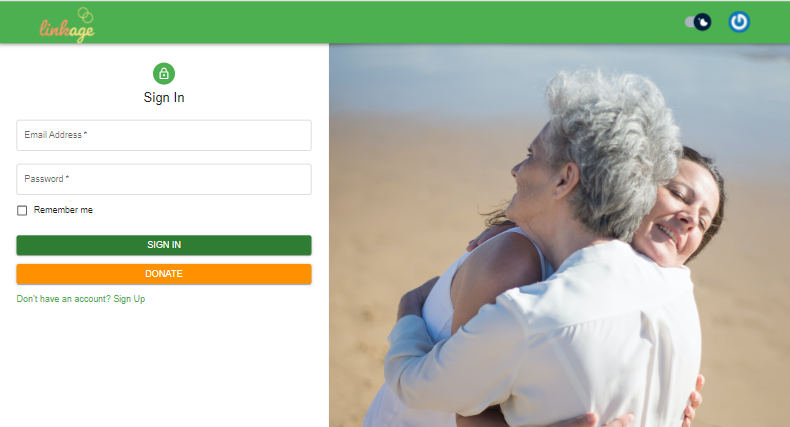 linkage
Sign In
Email Address *
Password *
Remember me
SIGN IN
DONATE
Don't have an account? Sign Up